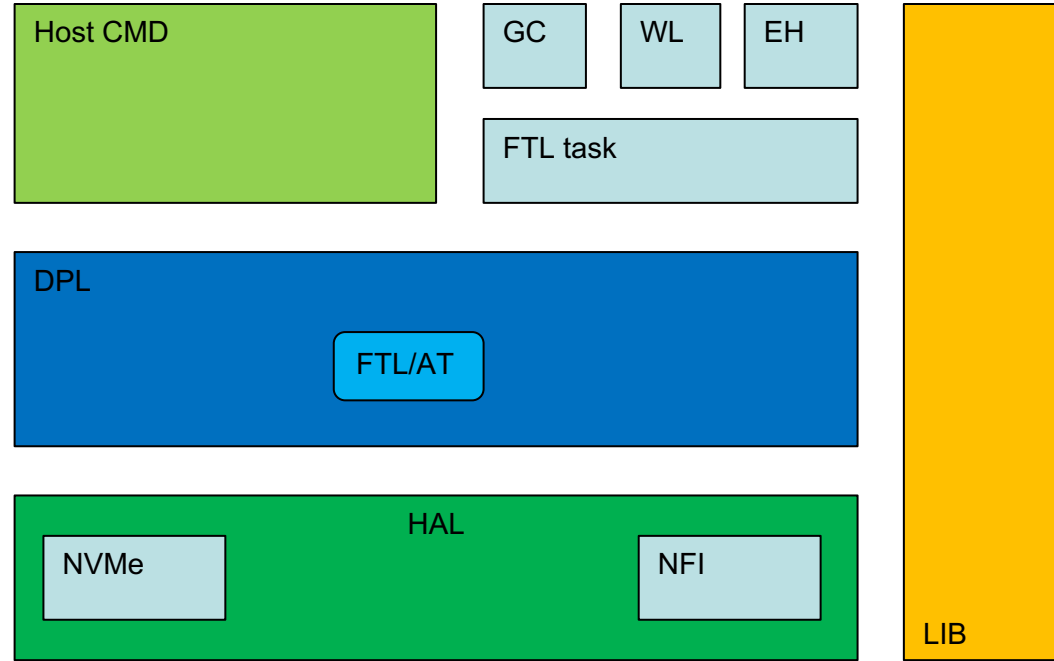 Host CMD
GC
WL
EH
FTL task
DPL
FTL/AT
HAL
NVMe
NFI
LIB